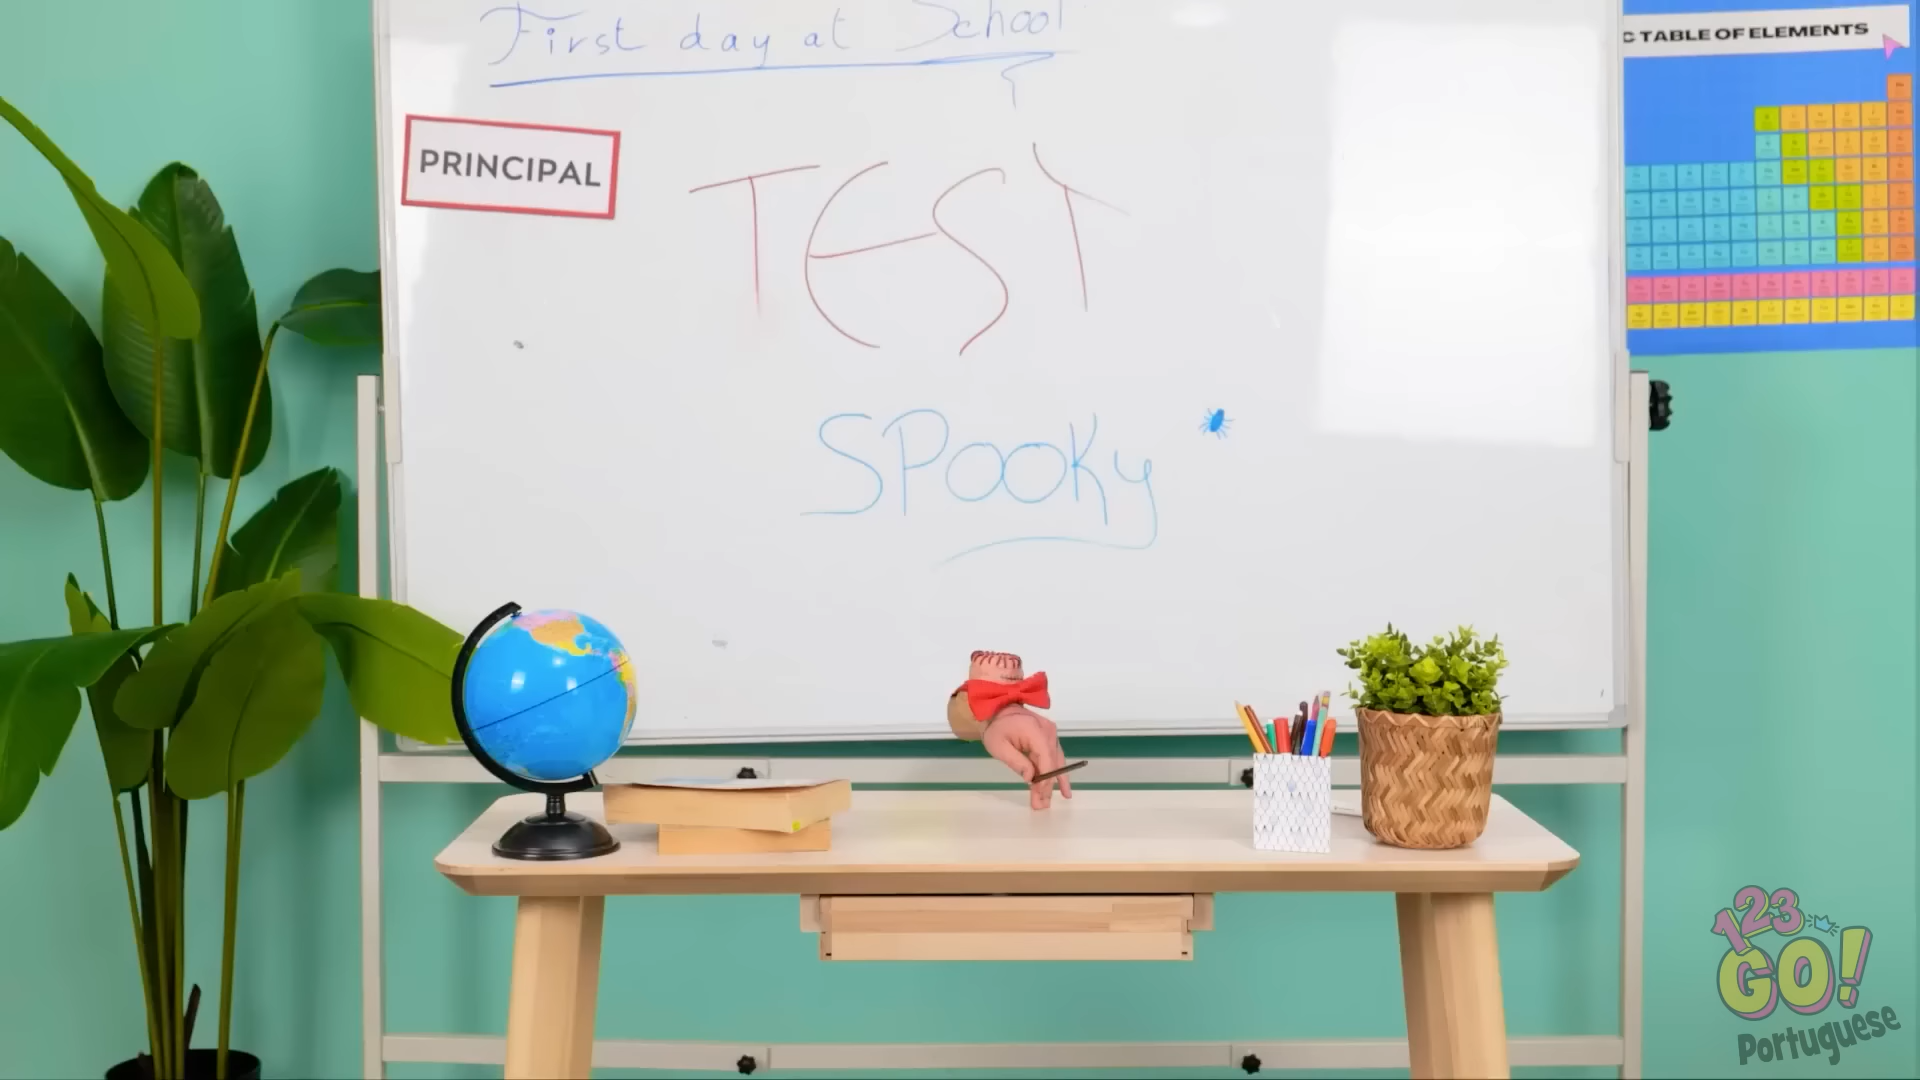 First day at School
C TABLE OF ELEMENTS
PRINCIPAL
TEST
SPOOKY
123
GO!
Portuguese